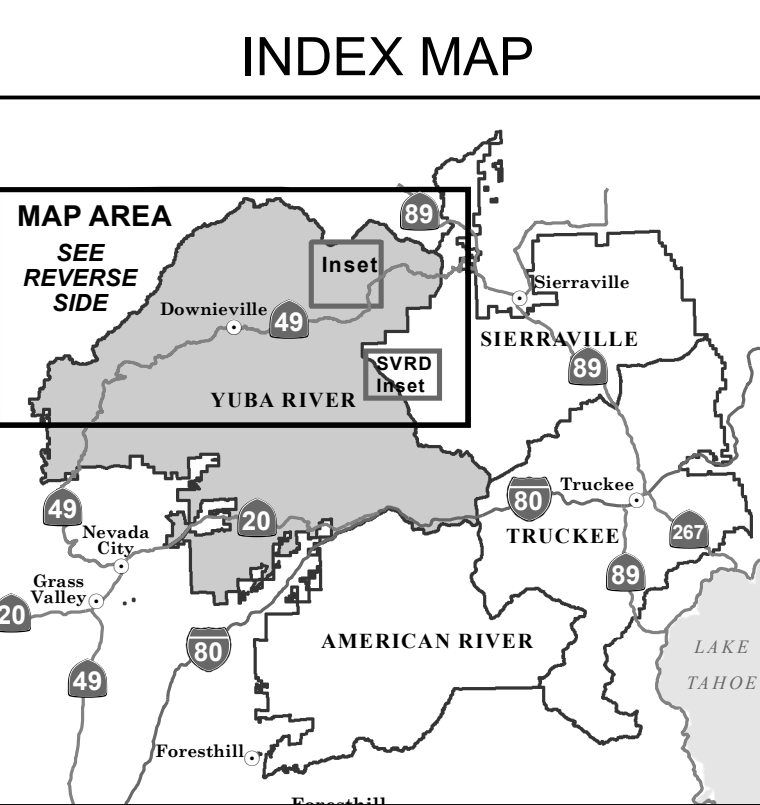 INDEX MAP
MAP AREA
SEE
REVERSE
SIDE
89
Inset
Sierraville
Downieville
49
SIERRAVILLE
SVRD
Inset
89
YUBA RIVER
Truckee
80
49
20
Nevada
City
TRUCKEE
267
Grass
Valley
89
20
AMERICAN RIVER
80
LAKE
TAHOE
49
Foresthill
Foresthill